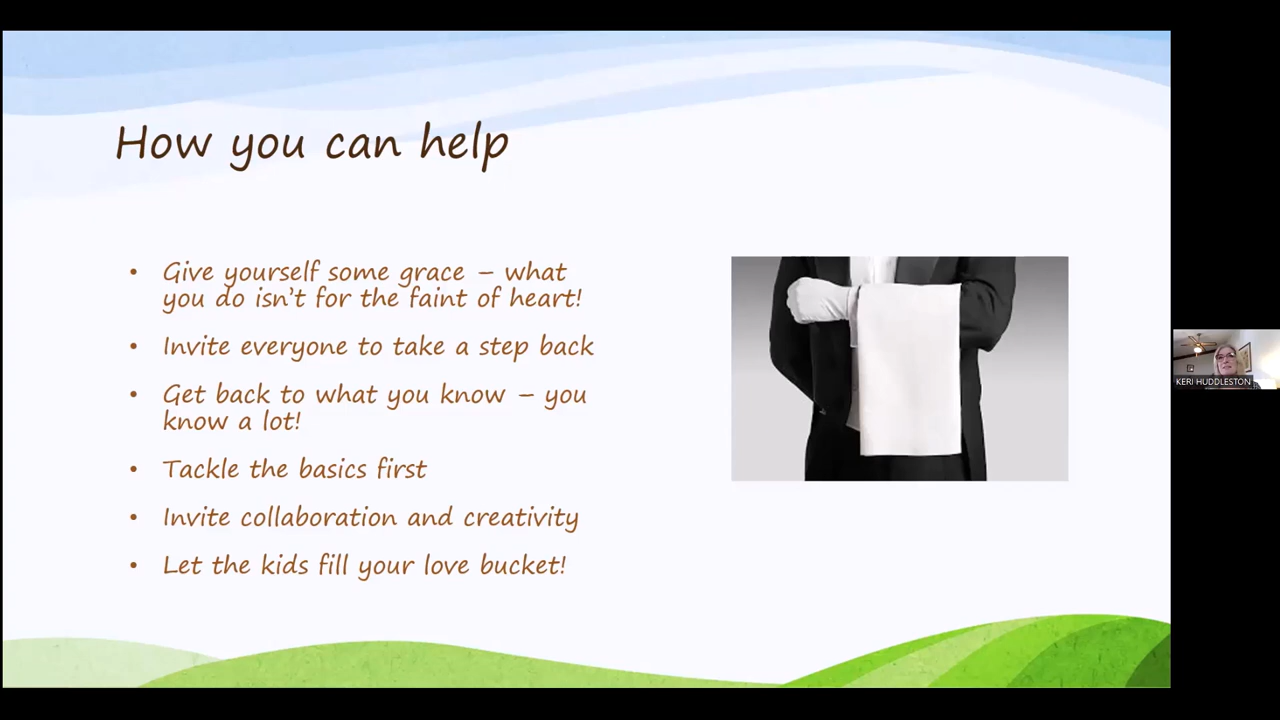 How you can help
• Give yourself some grace – what
you do isn't for the faint of heart!
• Invite everyone to take a step back
• Get back to what you know – you
know a lot!
• Tackle the basics first
• Invite collaboration and creativity
• Let the kids fill your love bucket!
KERI HUDDLESTON